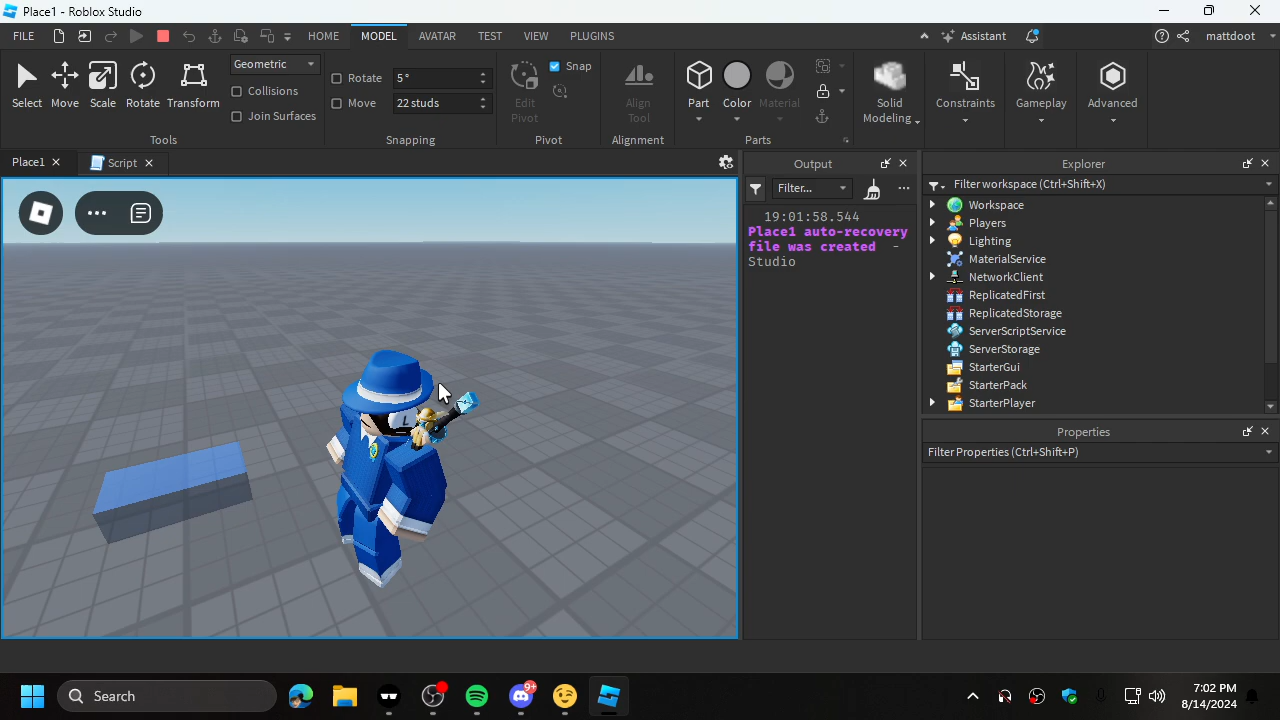 Place1 - Roblox Studio
FILE HOME MODEL AVATAR TEST VIEW PLUGINS Assistant mattdoot
Select Move Scale Rotate Transform
Geometric
Collisions
Join Surfaces
Tools
Rotate 5°
Move 22 studs
Snapping
Edit Pivot
Snap
Pivot
Align Tool
Alignment
Part Color Material
Parts
Solid Modeling
Constraints
Gameplay
Advanced
Place1 Script
Output
Filter...
19:01:58.544
Place1 auto-recovery
file was created -
Studio
Explorer
Filter workspace (Ctrl+Shift+X)
Workspace
Players
Lighting
MaterialService
NetworkClient
ReplicatedFirst
ReplicatedStorage
ServerScriptService
ServerStorage
StarterGui
StarterPack
StarterPlayer
Properties
Filter Properties (Ctrl+Shift+P)
L
Search
9+
7:02 PM
8/14/2024